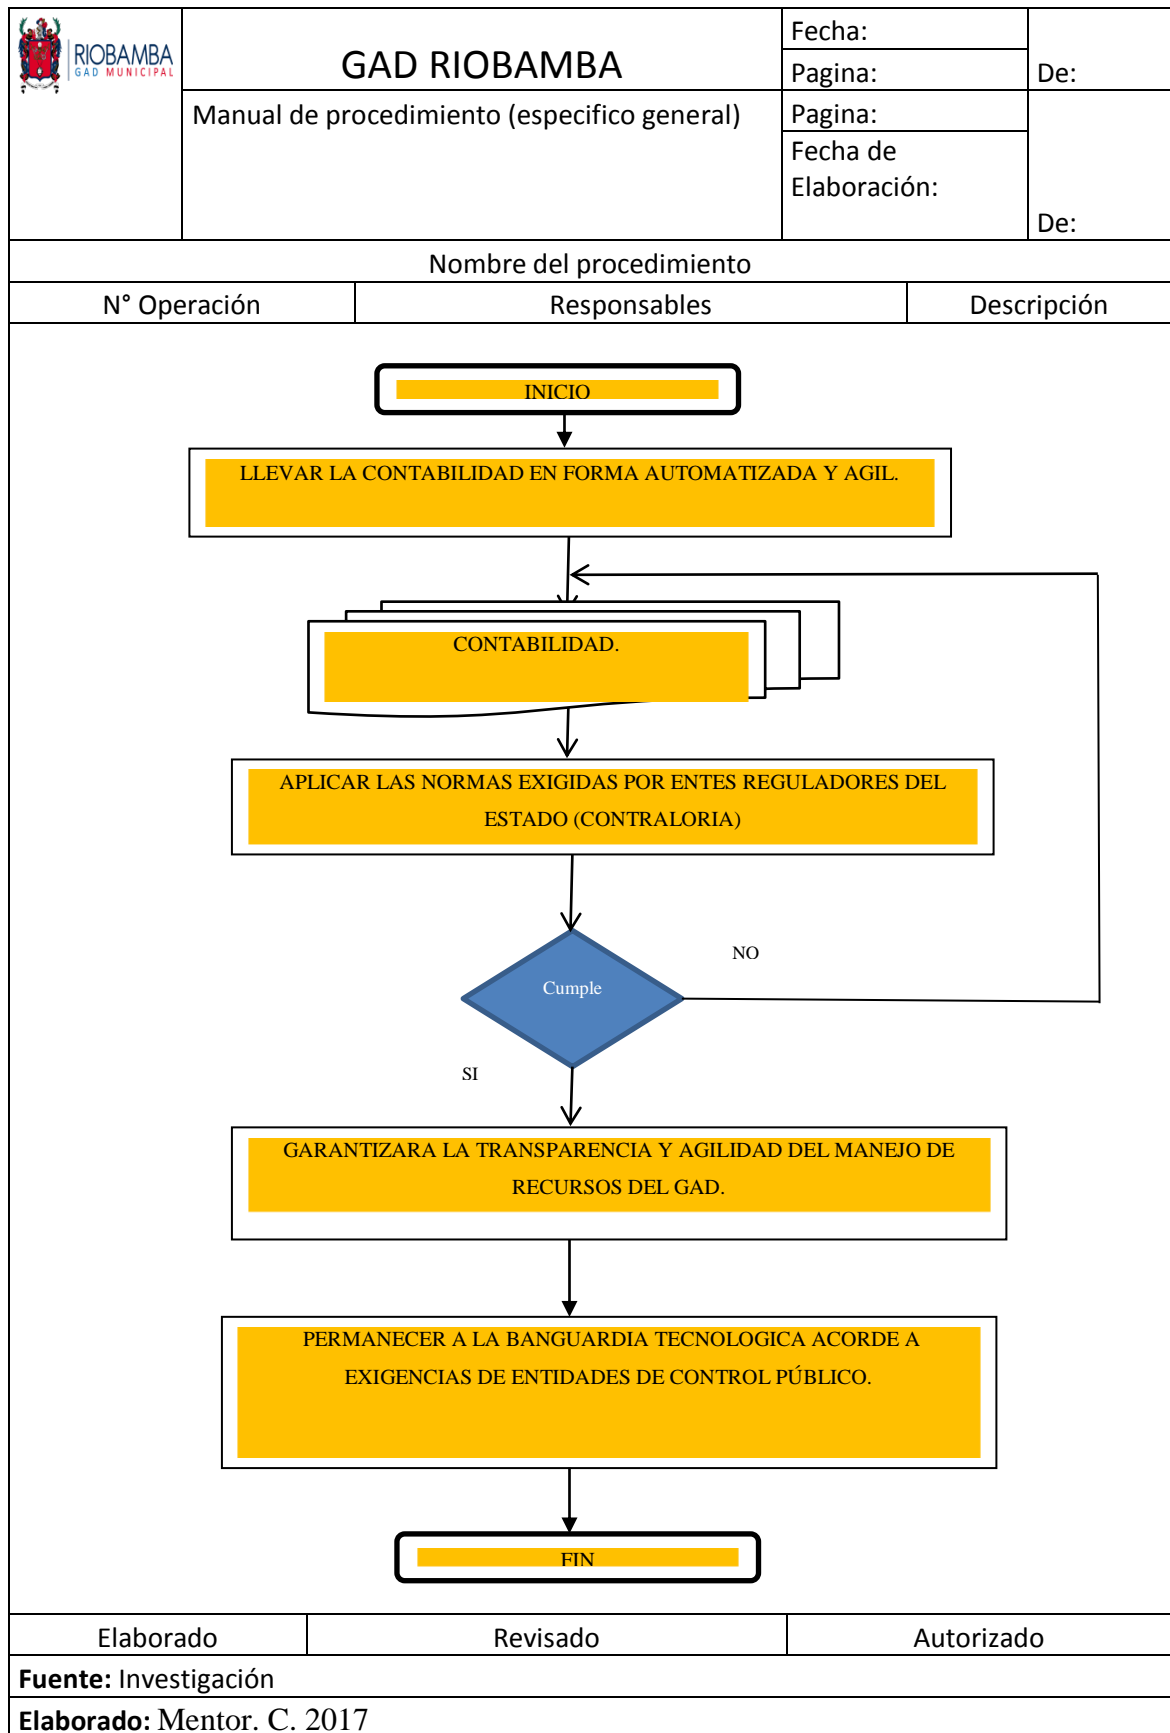 RIOBAMBA
GAD MUNICIPAL
GAD RIOBAMBA
Fecha:
Pagina:
De:
Manual de procedimiento (especifico general)
Pagina:
Fecha de
Elaboración:
De:
Nombre del procedimiento
N° Operación
Responsables
Descripción
INICIO
LLEVAR LA CONTABILIDAD EN FORMA AUTOMATIZADA Y AGIL.
CONTABILIDAD.
APLICAR LAS NORMAS EXIGIDAS POR ENTES REGULADORES DEL
ESTADO (CONTRALORIA)
NO
Cumple
SI
GARANTIZARA LA TRANSPARENCIA Y AGILIDAD DEL MANEJO DE
RECURSOS DEL GAD.
PERMANECER A LA BANGUARDIA TECNOLOGICA ACORDE A
EXIGENCIAS DE ENTIDADES DE CONTROL PÚBLICO.
FIN
Elaborado
Revisado
Autorizado
Fuente: Investigación
Elaborado: Mentor. C. 2017